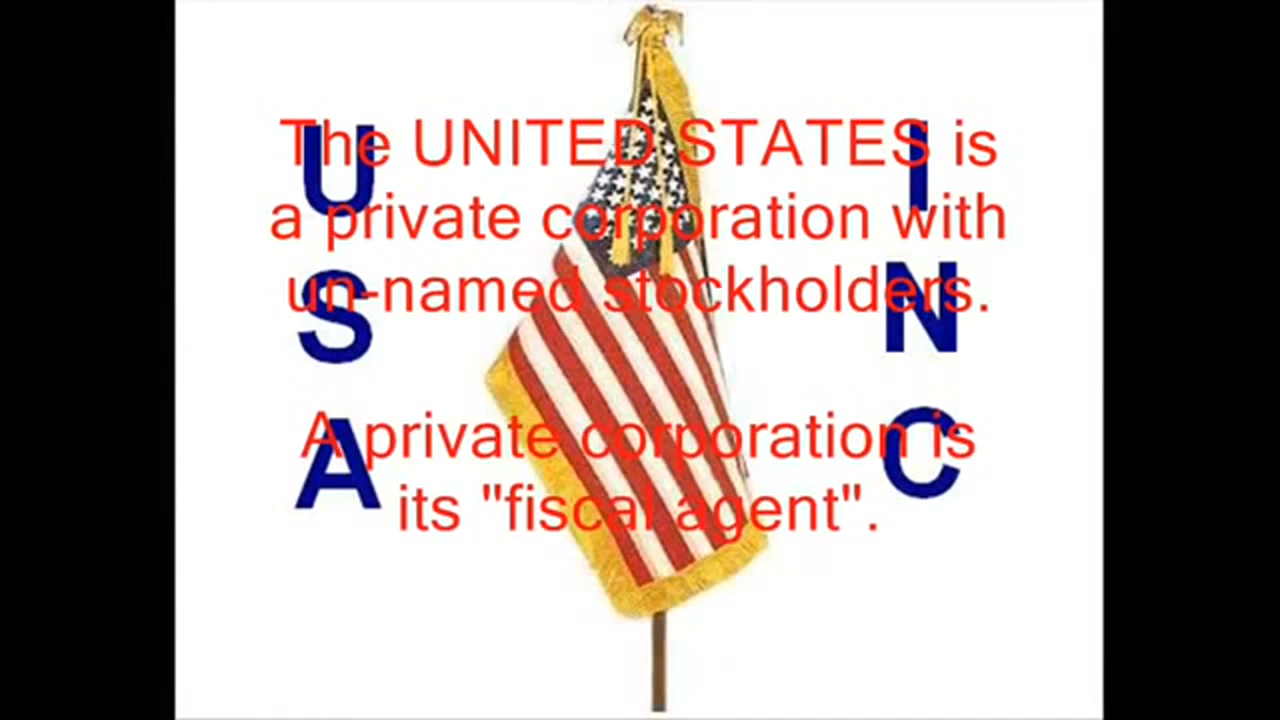 The UNITED STATES is
a private corporation with
un-named stockholders.
A private corporation is
its "fiscal agent".
U
S
A
I
N
C